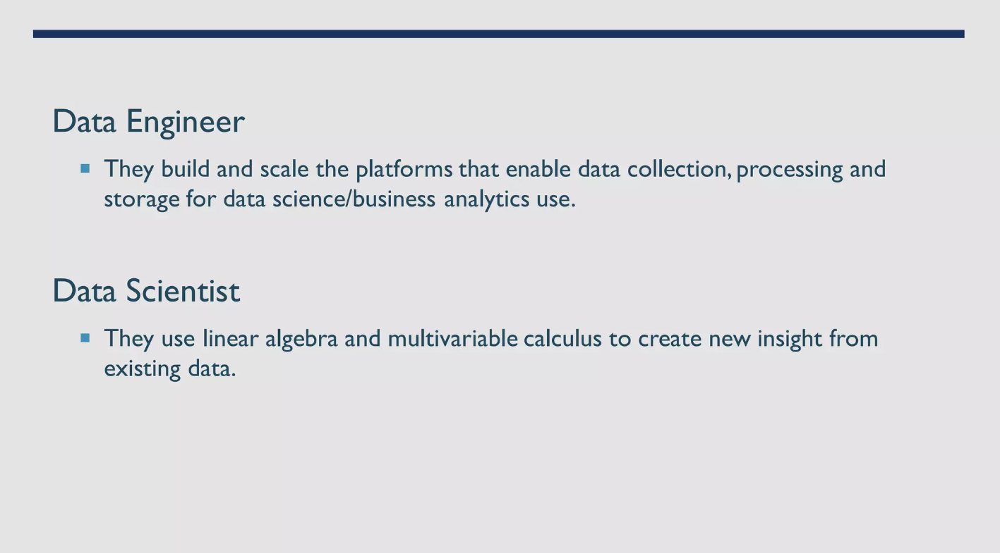 Data Engineer
They build and scale the platforms that enable data collection, processing and
storage for data science/business analytics use.
Data Scientist
They use linear algebra and multivariable calculus to create new insight from
existing data.